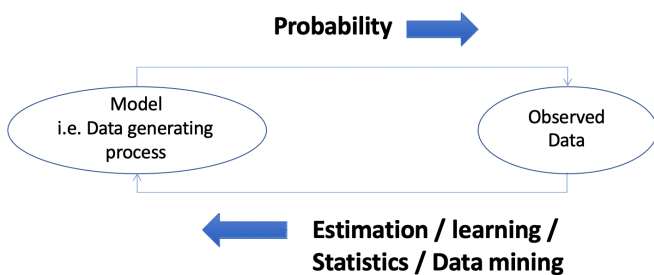 Probability
Model
i.e. Data generating
process
Observed
Data
Estimation / learning /
Statistics / Data mining